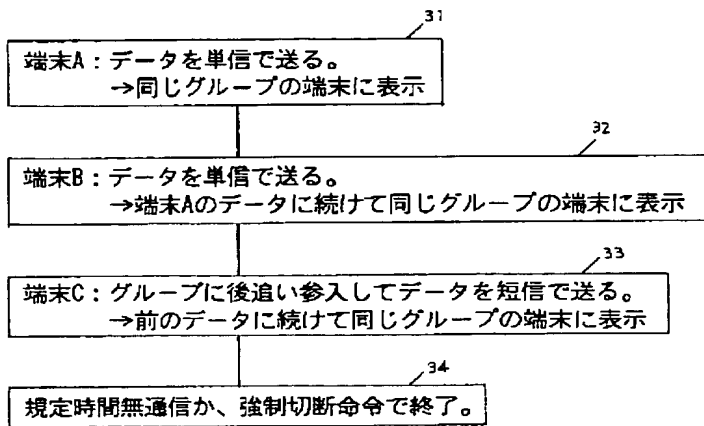 31
端末A：データを単信で送る。
→同じグループの端末に表示
32
端末B：データを単信で送る。
→端末Aのデータに続けて同じグループの端末に表示
33
端末C：グループに後追い参入してデータを短信で送る。
→前のデータに続けて同じグループの端末に表示
34
規定時間無通信か、強制切断命令で終了。